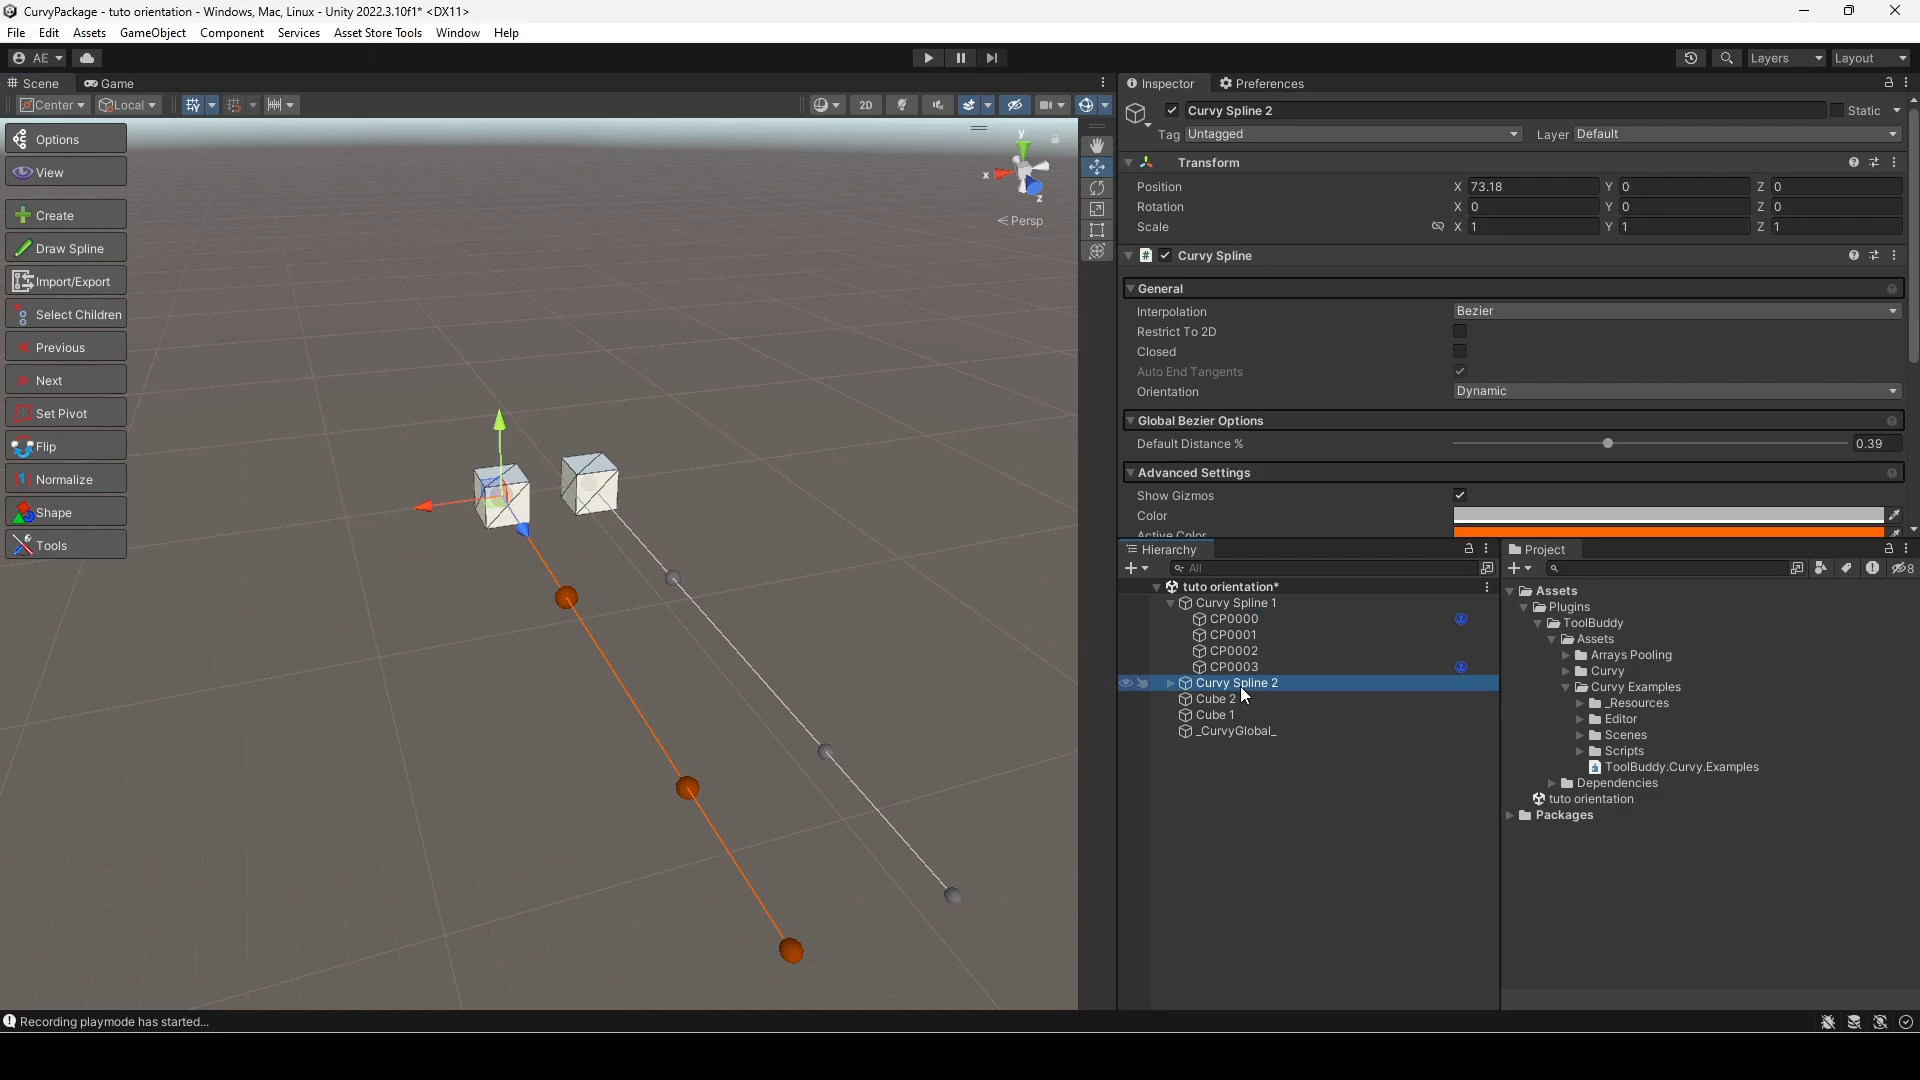 CurvyPackage - tuto orientation - Windows, Mac, Linux - Unity 2022.3.10f1* <DX11>
File Edit Assets GameObject Component Services Asset Store Tools Window Help
AE Layers Layout
Scene Game
Center Local 2D
Options
View
Create
Draw Spline
Import/Export
Select Children
Previous
Next
Set Pivot
Flip
Normalize
Shape
Tools
y
x
z
< Persp
Inspector Preferences
Curvy Spline 2 Static
Tag Untagged Layer Default
Transform
Position X 73.18 Y 0 Z 0
Rotation X 0 Y 0 Z 0
Scale X 1 Y 1 Z 1
# Curvy Spline
General
Interpolation Bezier
Restrict To 2D
Closed
Auto End Tangents
Orientation Dynamic
Global Bezier Options
Default Distance % 0.39
Advanced Settings
Show Gizmos
Color
Active Color
Hierarchy
All
tuto orientation*
Curvy Spline 1
CP0000
CP0001
CP0002
CP0003
Curvy Spline 2
Cube 2
Cube 1
_CurvyGlobal_
Project
8
Assets
Plugins
ToolBuddy
Assets
Arrays Pooling
Curvy
Curvy Examples
_Resources
Editor
Scenes
Scripts
ToolBuddy.Curvy.Examples
Dependencies
tuto orientation
Packages
Recording playmode has started...